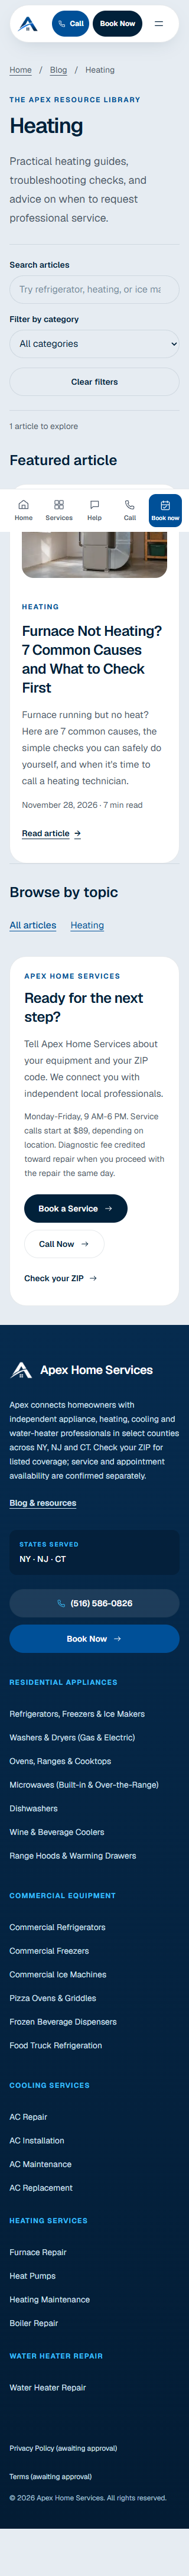 Call
Book Now
Home / Blog / Heating
THE APEX RESOURCE LIBRARY
Heating
Practical heating guides,
troubleshooting checks, and
advice on when to request
professional service.
Search articles
Try refrigerator, heating, or ice ma
Filter by category
All categories
Clear filters
1 article to explore
Featured article
Home
Services
Help
Call
Book now
HEATING
Furnace Not Heating?
7 Common Causes
and What to Check
First
Furnace running but no heat?
Here are 7 common causes, the
simple checks you can safely do
yourself, and when it's time to
call a heating technician.
November 28, 2026 · 7 min read
Read article →
Browse by topic
All articles
Heating
APEX HOME SERVICES
Ready for the next
step?
Tell Apex Home Services about
your equipment and your ZIP
code. We connect you with
independent local professionals.
Monday-Friday, 9 AM-6 PM. Service
calls start at $89, depending on
location. Diagnostic fee credited
toward repair when you proceed with
the repair the same day.
Book a Service →
Call Now →
Check your ZIP →
Apex Home Services
Apex connects homeowners with
independent appliance, heating, cooling and
water-heater professionals in select counties
across NY, NJ and CT. Check your ZIP for
listed coverage; service and appointment
availability are confirmed separately.
Blog & resources
STATES SERVED
NY · NJ · CT
(516) 586-0826
Book Now →
RESIDENTIAL APPLIANCES
Refrigerators, Freezers & Ice Makers
Washers & Dryers (Gas & Electric)
Ovens, Ranges & Cooktops
Microwaves (Built-in & Over-the-Range)
Dishwashers
Wine & Beverage Coolers
Range Hoods & Warming Drawers
COMMERCIAL EQUIPMENT
Commercial Refrigerators
Commercial Freezers
Commercial Ice Machines
Pizza Ovens & Griddles
Frozen Beverage Dispensers
Food Truck Refrigeration
COOLING SERVICES
AC Repair
AC Installation
AC Maintenance
AC Replacement
HEATING SERVICES
Furnace Repair
Heat Pumps
Heating Maintenance
Boiler Repair
WATER HEATER REPAIR
Water Heater Repair
Privacy Policy (awaiting approval)
Terms (awaiting approval)
© 2026 Apex Home Services. All rights reserved.